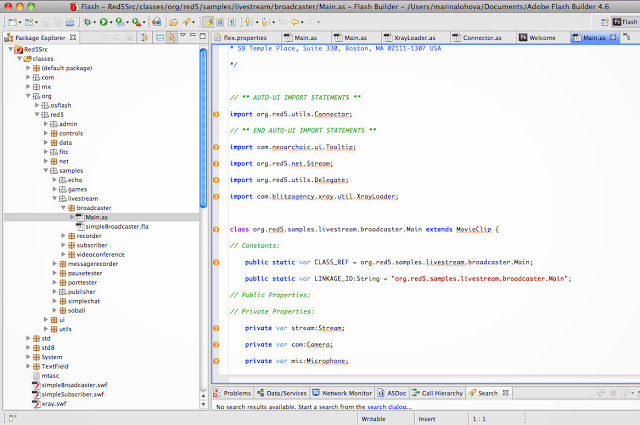 Flash – Red5Src/classes/org/red5/samples/livestream/broadcaster/Main.as – Flash Builder – /Users/marinalohova/Documents/Adobe Flash Builder 4.6
Flash
Package Explorer
flex.properties
Main.as
Main.as
XrayLoader.as
Connector.as
Welcome
Main.as
Red5Src
classes
(default package)
com
mx
org
osflash
red5
admin
controls
data
fitc
net
samples
echo
games
livestream
broadcaster
Main.as
simpleBroadcaster.fla
recorder
subscriber
videoconference
messagerecorder
pausetester
porttester
publisher
simplechat
soball
ui
utils
std
std8
System
TextField
mtasc
simpleBroadcaster.swf
simpleSubscriber.swf
xray.swf
* 59 Temple Place, Suite 330, Boston, MA 02111-1307 USA
*/
// ** AUTO-UI IMPORT STATEMENTS **
import org.red5.utils.Connector;
// ** END AUTO-UI IMPORT STATEMENTS **
import com.neoarchaic.ui.Tooltip;
import org.red5.net.Stream;
import org.red5.utils.Delegate;
import com.blitzagency.xray.util.XrayLoader;
class org.red5.samples.livestream.broadcaster.Main extends MovieClip {
// Constants:
public static var CLASS_REF = org.red5.samples.livestream.broadcaster.Main;
public static var LINKAGE_ID:String = "org.red5.samples.livestream.broadcaster.Main";
// Public Properties:
// Private Properties:
private var stream:Stream;
private var cam:Camera;
private var mic:Microphone;
Problems
Data/Services
Network Monitor
ASDoc
Call Hierarchy
Search
No search results available. Start a search from the search dialog...
Writable
Insert
1 : 1